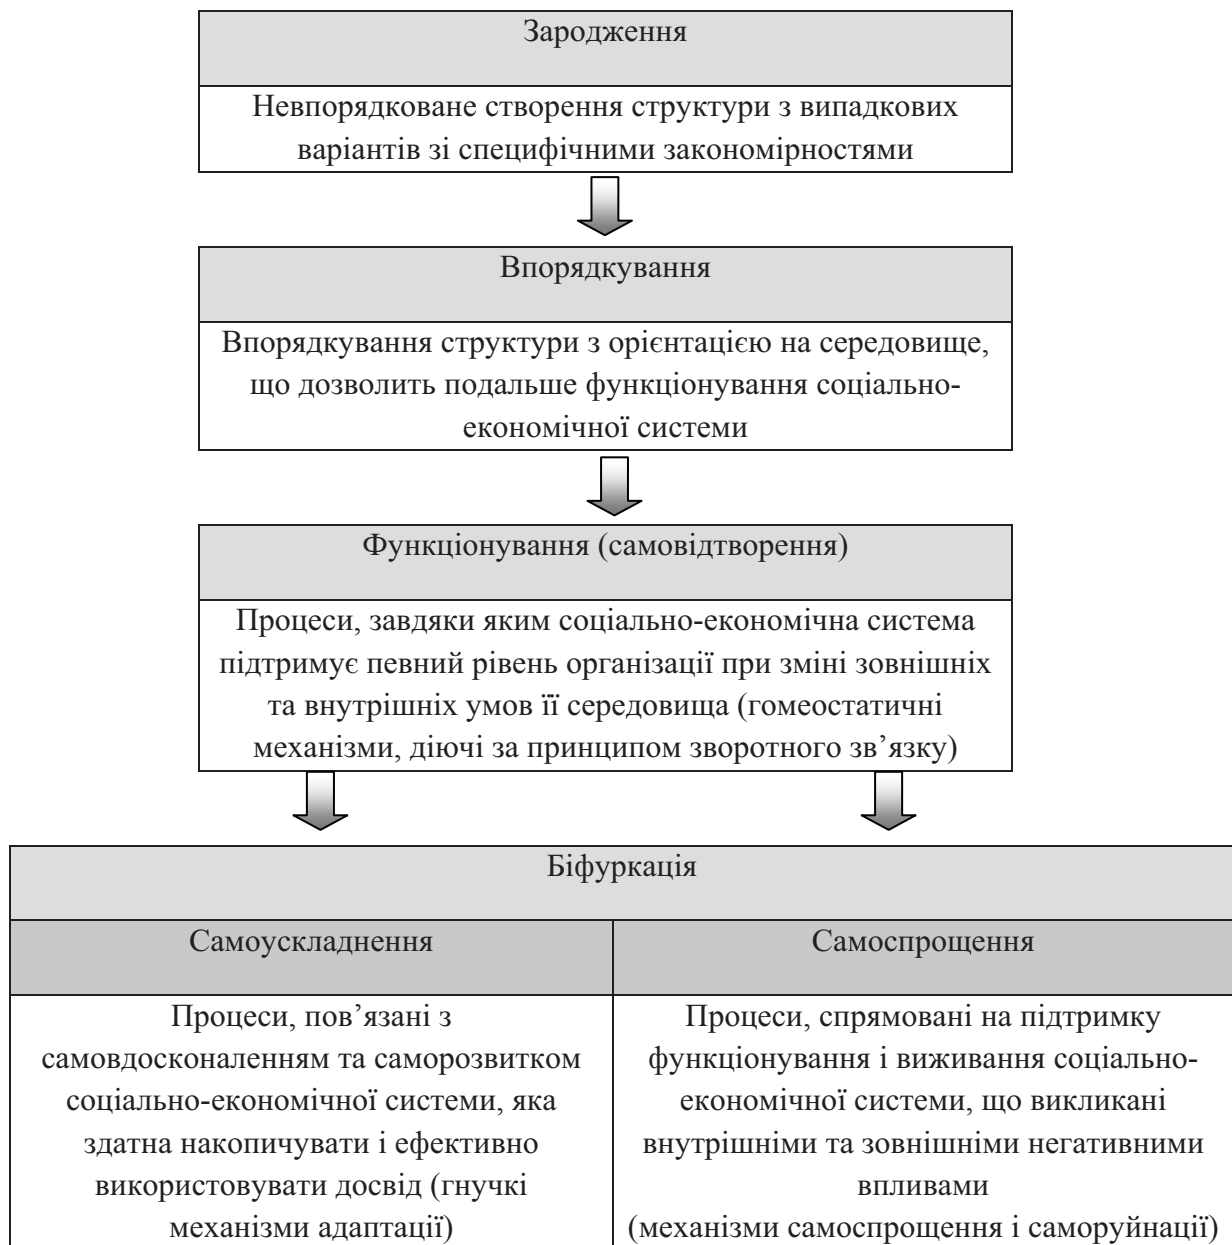 Зародження
Невпорядковане створення структури з випадкових
варіантів зі специфічними закономірностями
Впорядкування
Впорядкування структури з орієнтацією на середовище,
що дозволить подальше функціонування соціально-
економічної системи
Функціонування (самовідтворення)
Процеси, завдяки яким соціально-економічна система
підтримує певний рівень організації при зміні зовнішніх
та внутрішніх умов її середовища (гомеостатичні
механізми, діючі за принципом зворотного зв’язку)
Біфуркація
Самоускладнення
Процеси, пов’язані з
самовдосконаленням та саморозвитком
соціально-економічної системи, яка
здатна накопичувати і ефективно
використовувати досвід (гнучкі
механізми адаптації)
Самоспрощення
Процеси, спрямовані на підтримку
функціонування і виживання соціально-
економічної системи, що викликані
внутрішніми та зовнішніми негативними
впливами
(механізми самоспрощення і саморуйнації)